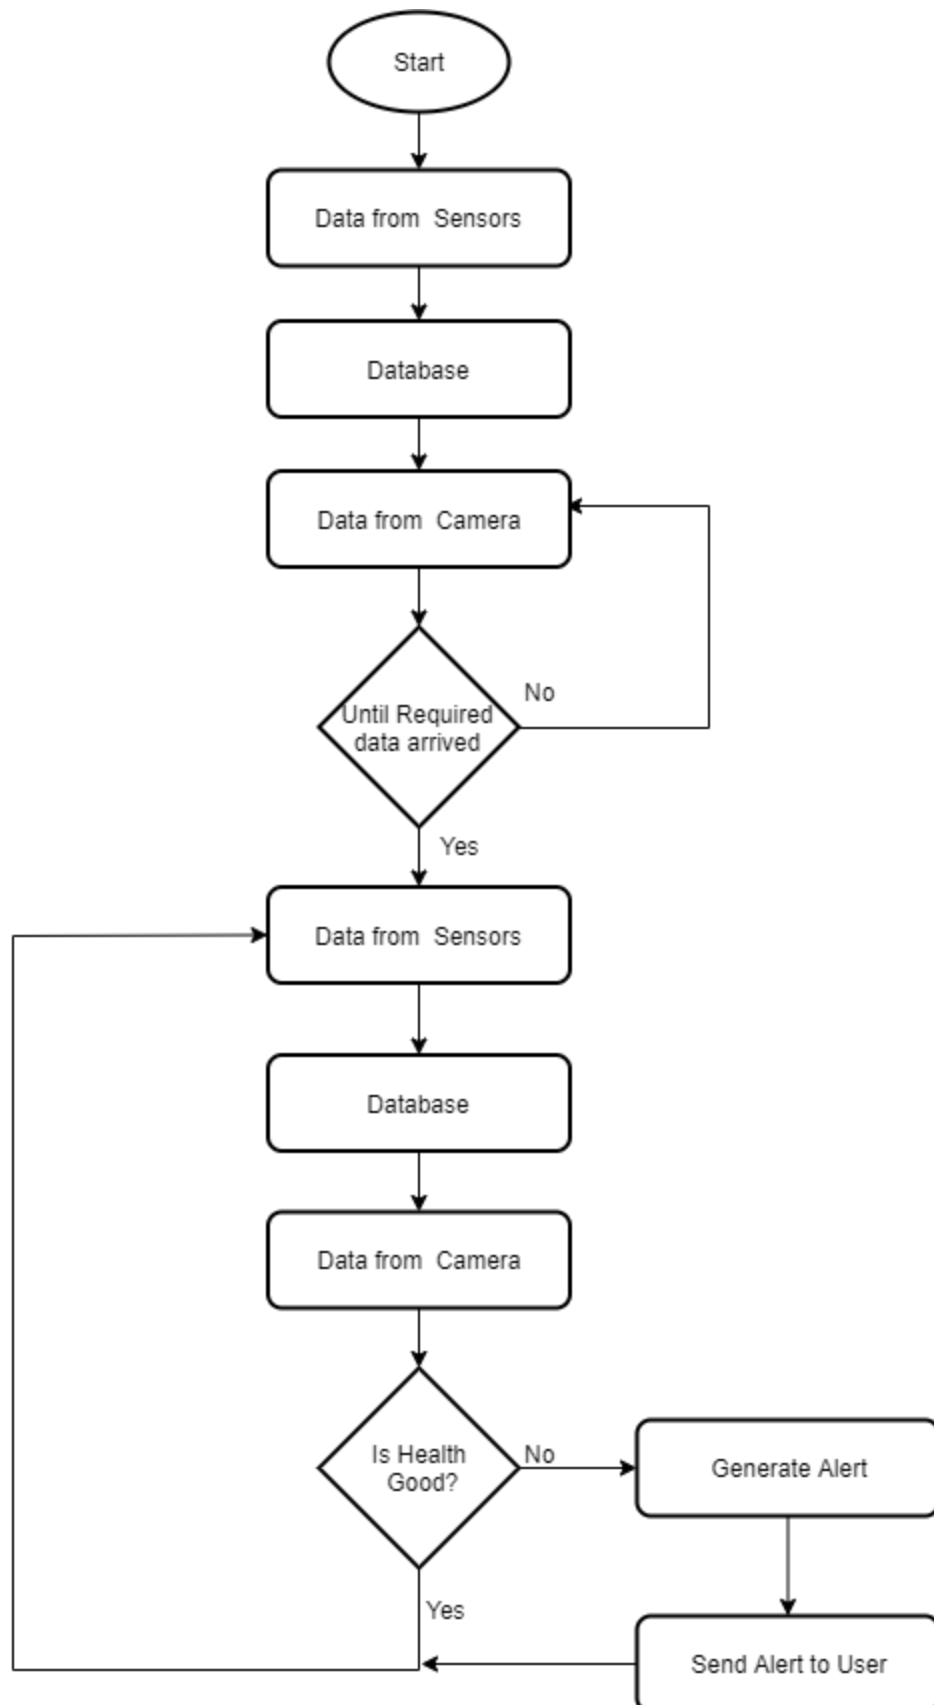 Start
Data from  Sensors
Database
Data from  Camera
No
Until Required
data arrived
Yes
Data from  Sensors
Database
Data from  Camera
Is Health
Good?
No
Generate Alert
Yes
Send Alert to User